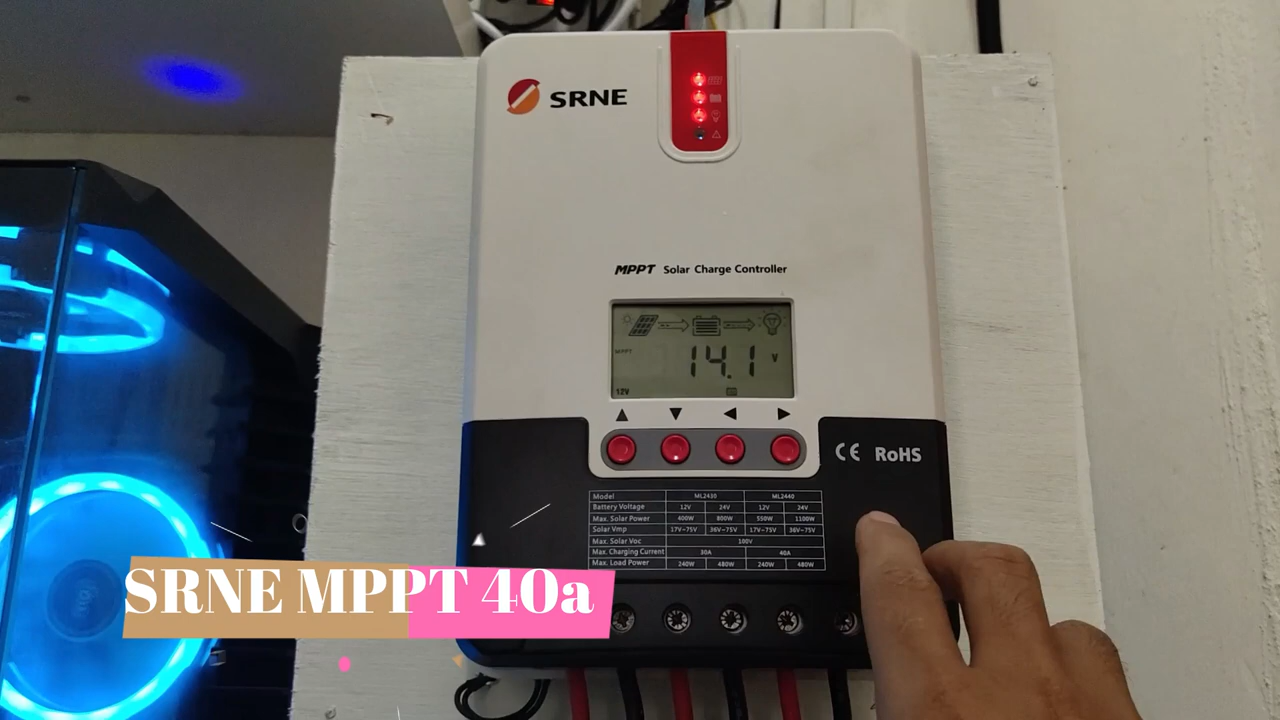 SRNE
MPPT Solar Charge Controller
MPPT
14.1 V
12V
CE RoHS
Model ML2430 ML2440
Battery Voltage 12V 24V 12V 24V
Max. Solar Power 400W 800W 550W 1100W
Solar Vmp 17V~75V 36V~75V 17V~75V 36V~75V
Max. Solar Voc 100V
Max. Charging Current 30A 40A
Max. Load Power 240W 480W 240W 480W
SRNE MPPT 40a